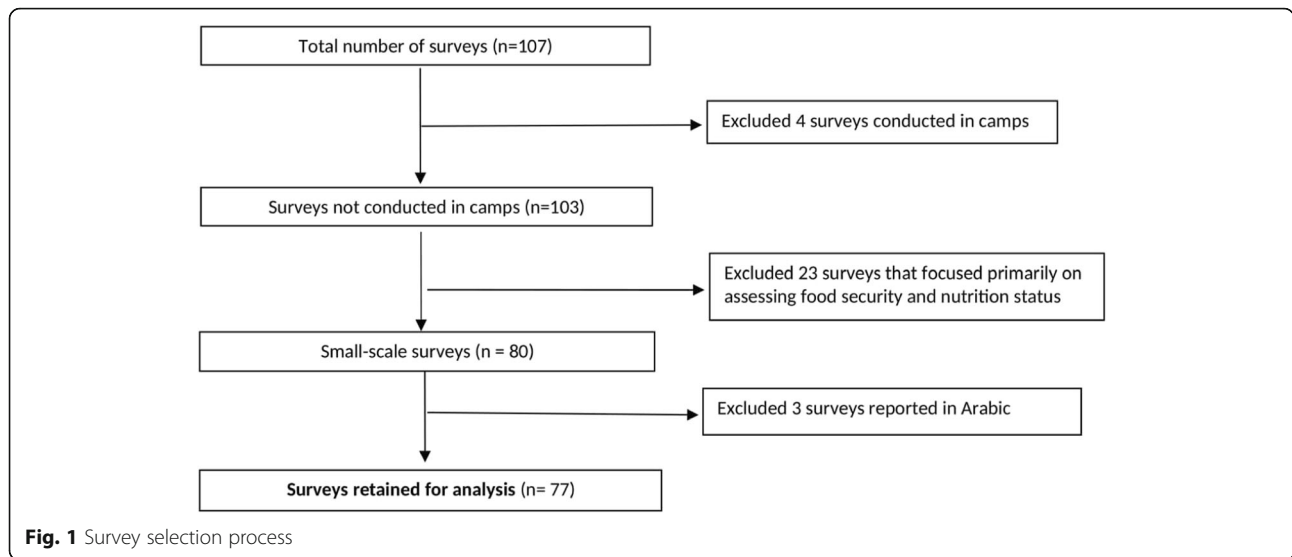 Total number of surveys (n=107)
Excluded 4 surveys conducted in camps
Surveys not conducted in camps (n=103)
Excluded 23 surveys that focused primarily on
assessing food security and nutrition status
Small-scale surveys (n = 80)
Excluded 3 surveys reported in Arabic
Surveys retained for analysis (n= 77)
Fig. 1 Survey selection process